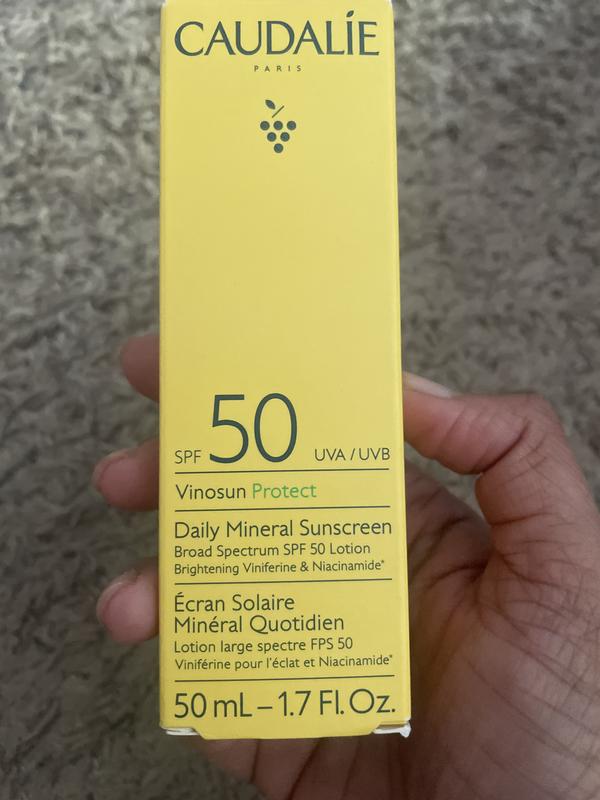 CAUDALÍE
PARIS
SPF 50 UVA / UVB
Vinosun Protect
Daily Mineral Sunscreen
Broad Spectrum SPF 50 Lotion
Brightening Viniferine & Niacinamide*
Écran Solaire
Minéral Quotidien
Lotion large spectre FPS 50
Viniférine pour l'éclat et Niacinamide*
50 mL – 1.7 Fl. Oz.